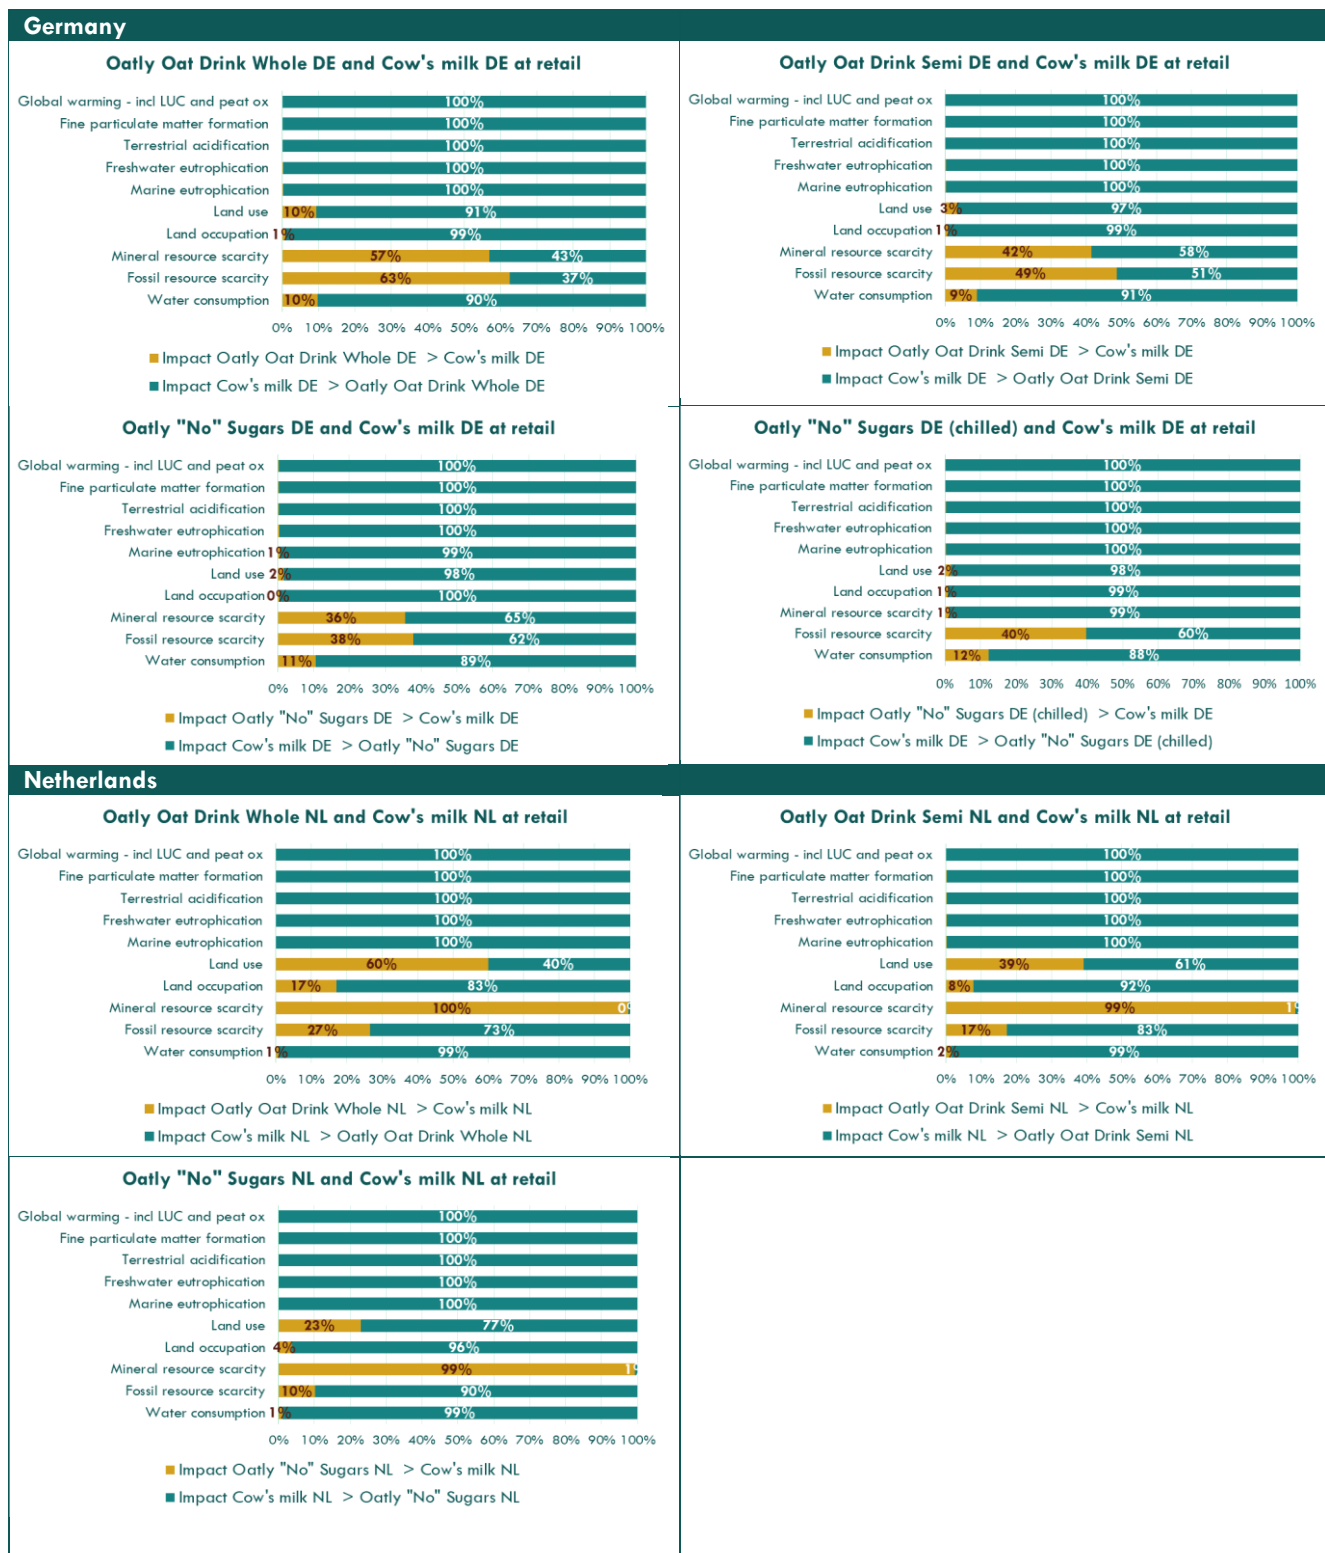 Germany
Oatly Oat Drink Whole DE and Cow's milk DE at retail
Global warming - incl LUC and peat ox 100%
Fine particulate matter formation 100%
Terrestrial acidification 100%
Freshwater eutrophication 100%
Marine eutrophication 100%
Land use 10% 91%
Land occupation 1% 99%
Mineral resource scarcity 57% 43%
Fossil resource scarcity 63% 37%
Water consumption 10% 90%
0% 10% 20% 30% 40% 50% 60% 70% 80% 90% 100%
Impact Oatly Oat Drink Whole DE > Cow's milk DE
Impact Cow's milk DE > Oatly Oat Drink Whole DE
Oatly Oat Drink Semi DE and Cow's milk DE at retail
Global warming - incl LUC and peat ox 100%
Fine particulate matter formation 100%
Terrestrial acidification 100%
Freshwater eutrophication 100%
Marine eutrophication 100%
Land use 3% 97%
Land occupation 1% 99%
Mineral resource scarcity 42% 58%
Fossil resource scarcity 49% 51%
Water consumption 9% 91%
0% 10% 20% 30% 40% 50% 60% 70% 80% 90% 100%
Impact Oatly Oat Drink Semi DE > Cow's milk DE
Impact Cow's milk DE > Oatly Oat Drink Semi DE
Oatly "No" Sugars DE and Cow's milk DE at retail
Global warming - incl LUC and peat ox 100%
Fine particulate matter formation 100%
Terrestrial acidification 100%
Freshwater eutrophication 100%
Marine eutrophication 1% 99%
Land use 2% 98%
Land occupation 0% 100%
Mineral resource scarcity 36% 65%
Fossil resource scarcity 38% 62%
Water consumption 11% 89%
0% 10% 20% 30% 40% 50% 60% 70% 80% 90% 100%
Impact Oatly "No" Sugars DE > Cow's milk DE
Impact Cow's milk DE > Oatly "No" Sugars DE
Oatly "No" Sugars DE (chilled) and Cow's milk DE at retail
Global warming - incl LUC and peat ox 100%
Fine particulate matter formation 100%
Terrestrial acidification 100%
Freshwater eutrophication 100%
Marine eutrophication 100%
Land use 2% 98%
Land occupation 1% 99%
Mineral resource scarcity 1% 99%
Fossil resource scarcity 40% 60%
Water consumption 12% 88%
0% 10% 20% 30% 40% 50% 60% 70% 80% 90% 100%
Impact Oatly "No" Sugars DE (chilled) > Cow's milk DE
Impact Cow's milk DE > Oatly "No" Sugars DE (chilled)
Netherlands
Oatly Oat Drink Whole NL and Cow's milk NL at retail
Global warming - incl LUC and peat ox 100%
Fine particulate matter formation 100%
Terrestrial acidification 100%
Freshwater eutrophication 100%
Marine eutrophication 100%
Land use 60% 40%
Land occupation 17% 83%
Mineral resource scarcity 100% 0%
Fossil resource scarcity 27% 73%
Water consumption 1% 99%
0% 10% 20% 30% 40% 50% 60% 70% 80% 90% 100%
Impact Oatly Oat Drink Whole NL > Cow's milk NL
Impact Cow's milk NL > Oatly Oat Drink Whole NL
Oatly Oat Drink Semi NL and Cow's milk NL at retail
Global warming - incl LUC and peat ox 100%
Fine particulate matter formation 100%
Terrestrial acidification 100%
Freshwater eutrophication 100%
Marine eutrophication 100%
Land use 39% 61%
Land occupation 8% 92%
Mineral resource scarcity 99% 1%
Fossil resource scarcity 17% 83%
Water consumption 2% 99%
0% 10% 20% 30% 40% 50% 60% 70% 80% 90% 100%
Impact Oatly Oat Drink Semi NL > Cow's milk NL
Impact Cow's milk NL > Oatly Oat Drink Semi NL
Oatly "No" Sugars NL and Cow's milk NL at retail
Global warming - incl LUC and peat ox 100%
Fine particulate matter formation 100%
Terrestrial acidification 100%
Freshwater eutrophication 100%
Marine eutrophication 100%
Land use 23% 77%
Land occupation 4% 96%
Mineral resource scarcity 99% 1%
Fossil resource scarcity 10% 90%
Water consumption 1% 99%
0% 10% 20% 30% 40% 50% 60% 70% 80% 90% 100%
Impact Oatly "No" Sugars NL > Cow's milk NL
Impact Cow's milk NL > Oatly "No" Sugars NL